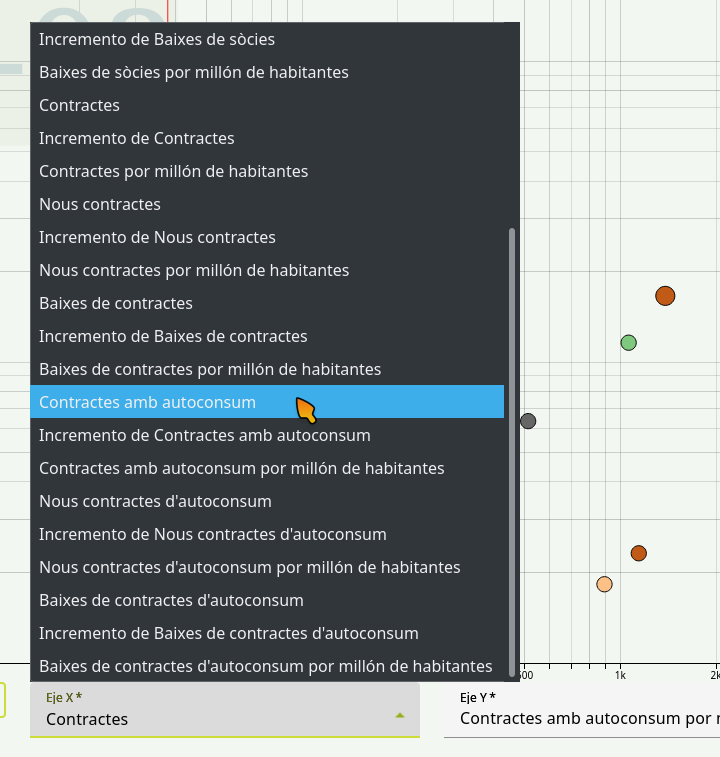 Incremento de Baixes de sòcies
Baixes de sòcies por millón de habitantes
Contractes
Incremento de Contractes
Contractes por millón de habitantes
Nous contractes
Incremento de Nous contractes
Nous contractes por millón de habitantes
Baixes de contractes
Incremento de Baixes de contractes
Baixes de contractes por millón de habitantes
Contractes amb autoconsum
Incremento de Contractes amb autoconsum
Contractes amb autoconsum por millón de habitantes
Nous contractes d'autoconsum
Incremento de Nous contractes d'autoconsum
Nous contractes d'autoconsum por millón de habitantes
Baixes de contractes d'autoconsum
Incremento de Baixes de contractes d'autoconsum
Baixes de contractes d'autoconsum por millón de habitantes
500 1k 2k
Eje X *
Contractes
Eje Y *
Contractes amb autoconsum por